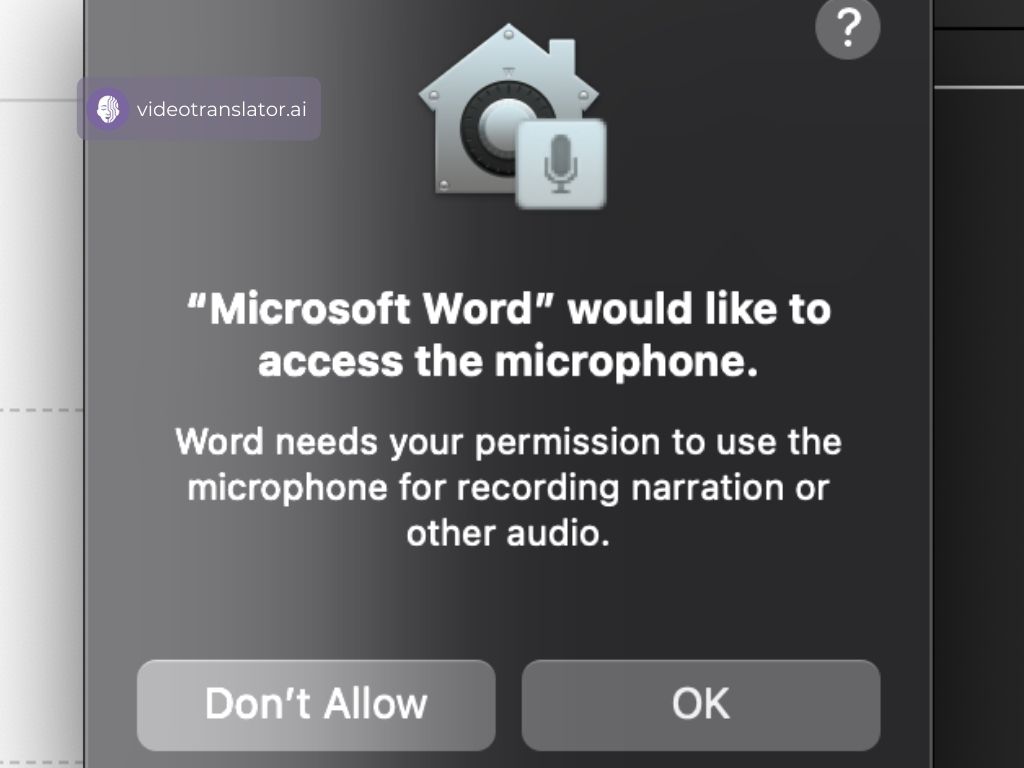 ?
videotranslator.ai
“Microsoft Word” would like to
access the microphone.
Word needs your permission to use the
microphone for recording narration or
other audio.
Don’t Allow
OK